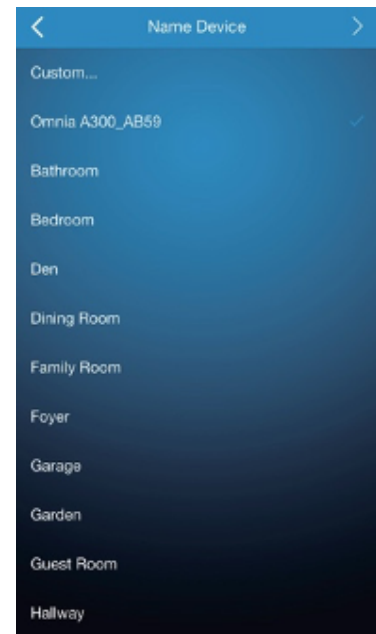 Name Device
Custom...
Omnia A300_AB59
Bathroom
Bedroom
Den
Dining Room
Family Room
Foyer
Garage
Garden
Guest Room
Hallway